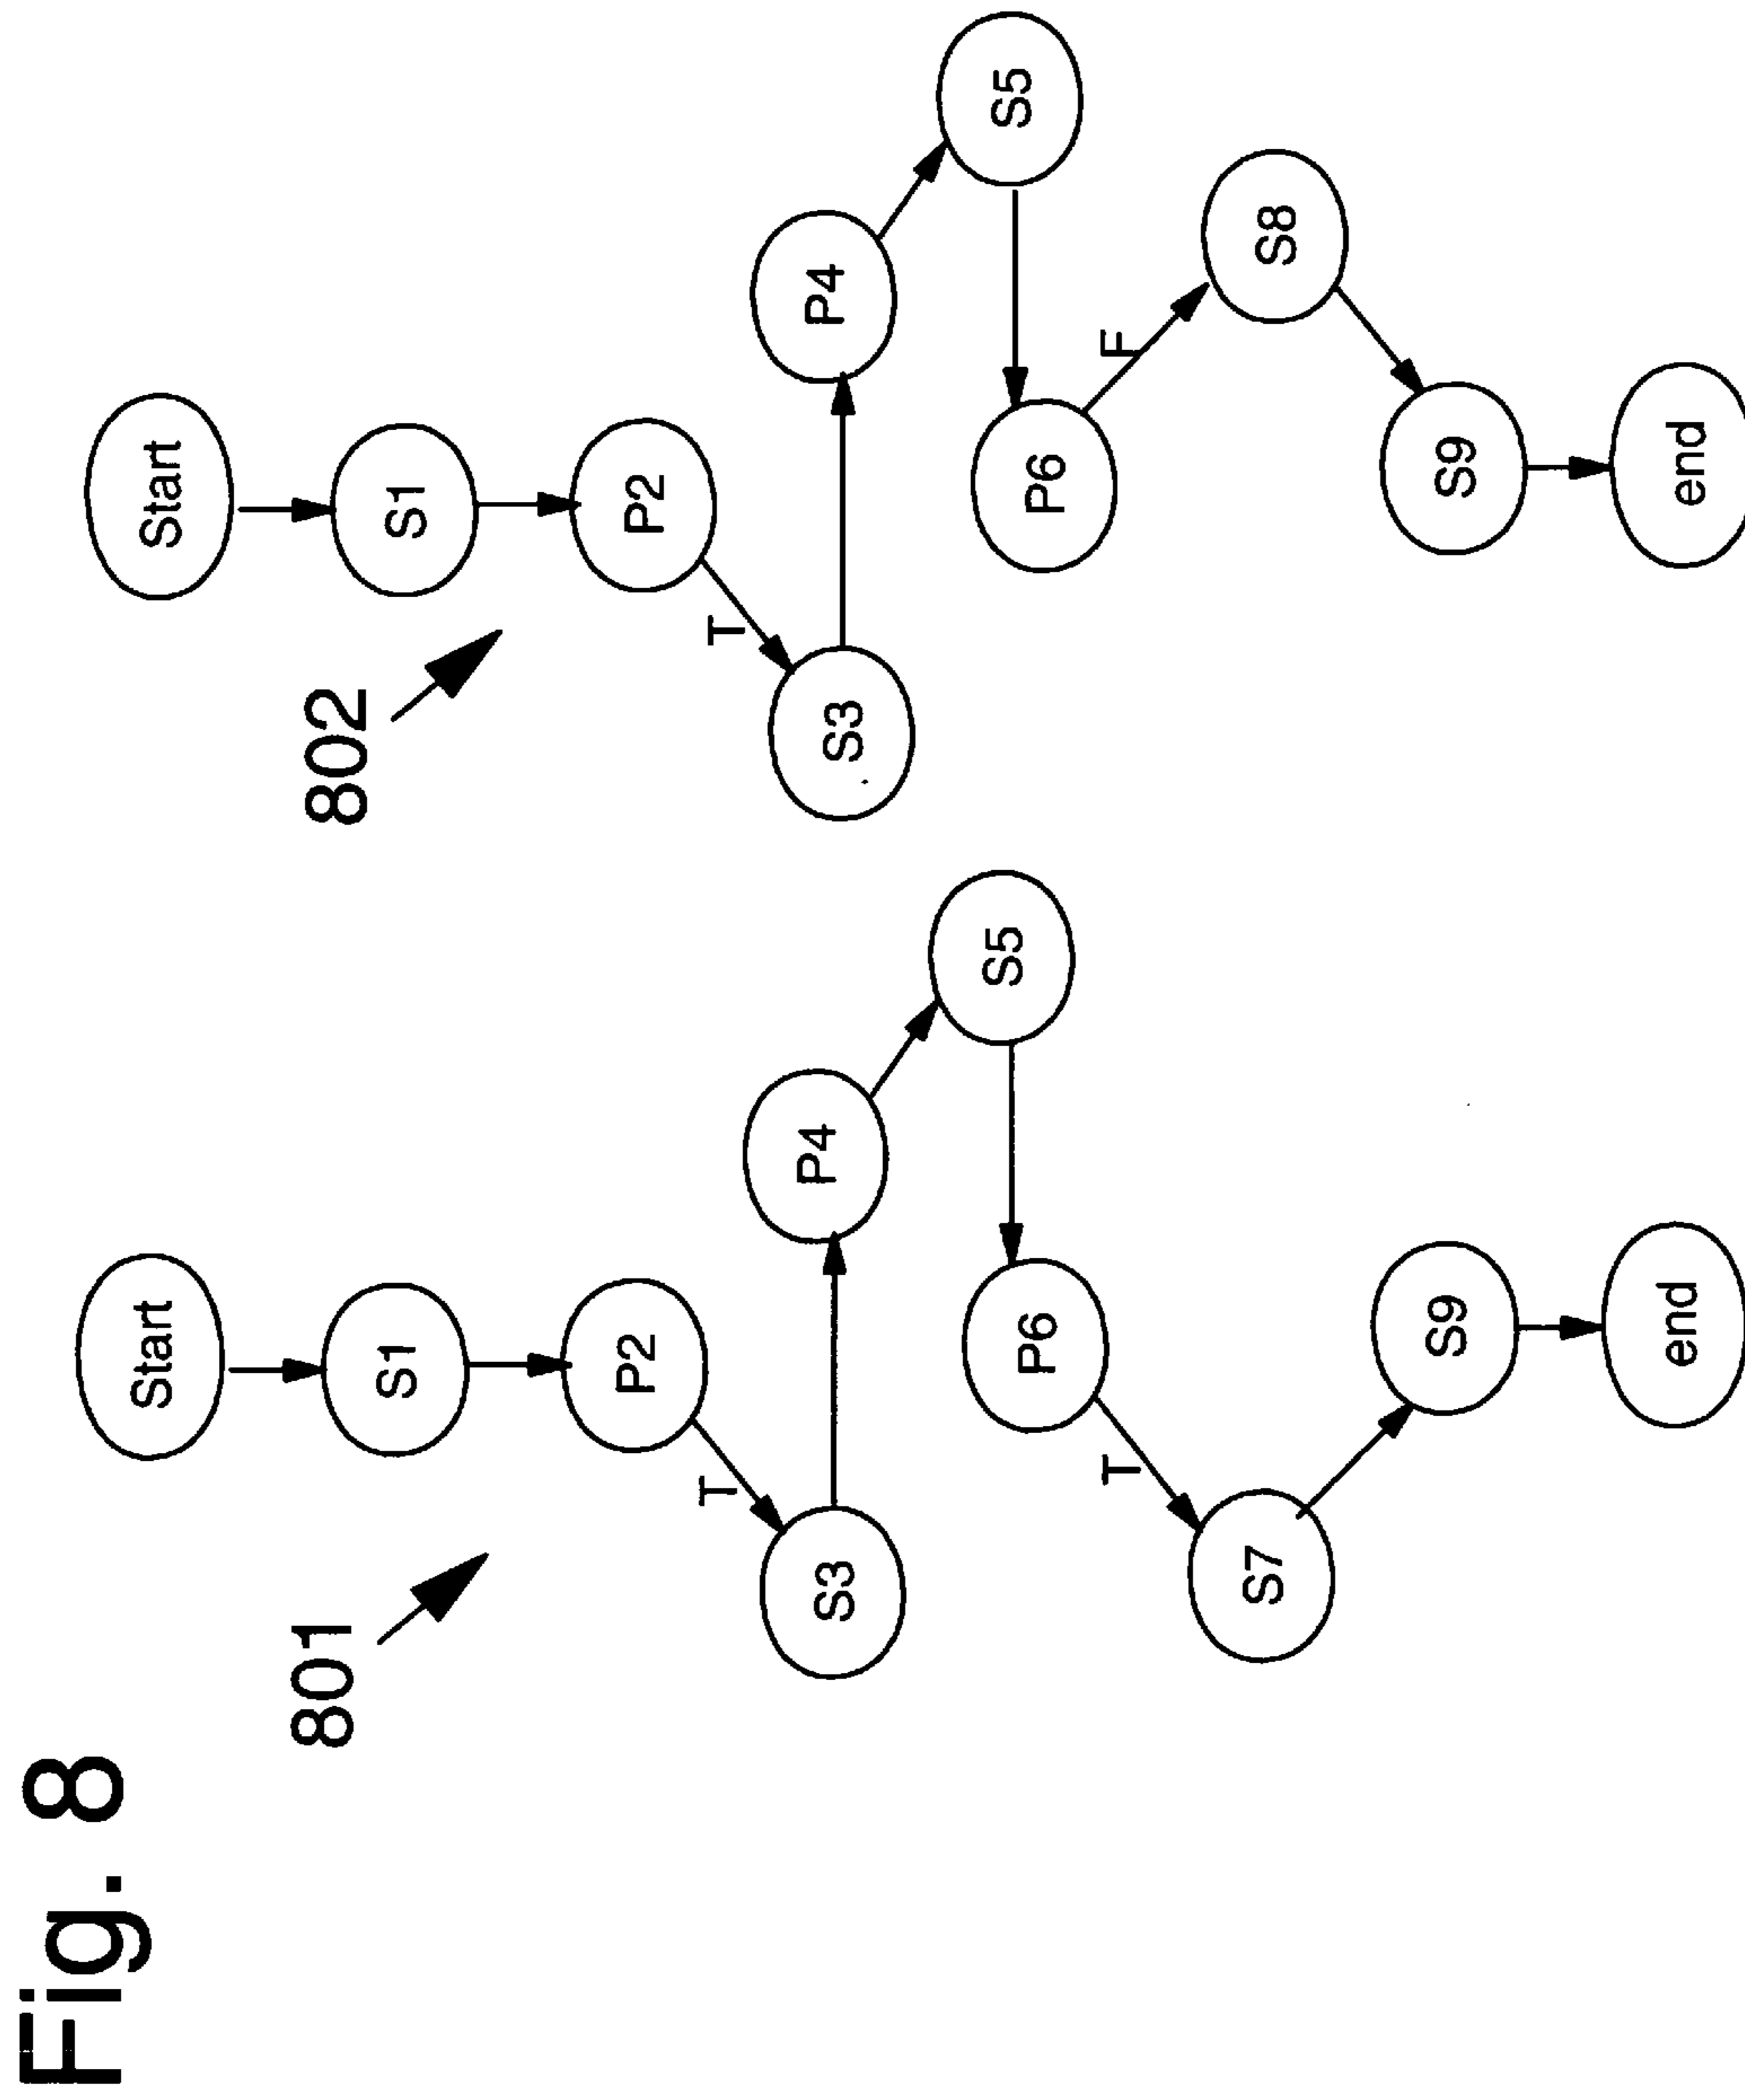 Fig. 8
801
Start
S1
P2
T
S3
P4
S5
P6
T
S7
S9
end
802
Start
S1
P2
T
S3
P4
S5
P6
F
S8
S9
end